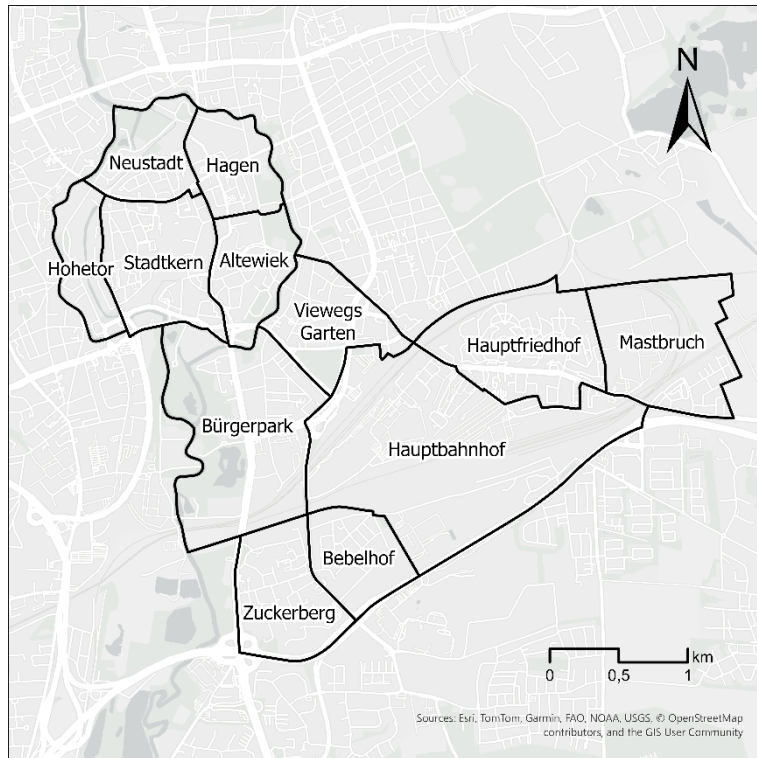 N
Neustadt
Hagen
Hohetor
Stadtkern
Altewiek
Viewegs
Garten
Hauptfriedhof
Mastbruch
Bürgerpark
Hauptbahnhof
Bebelhof
Zuckerberg
km
0 0,5 1
Sources: Esri, TomTom, Garmin, FAO, NOAA, USGS, © OpenStreetMap
contributors, and the GIS User Community